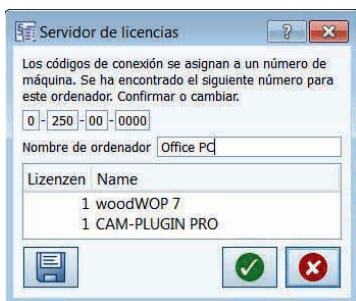 Servidor de licencias
Los códigos de conexión se asignan a un número de
máquina. Se ha encontrado el siguiente número para
este ordenador. Confirmar o cambiar.
0 - 250 - 00 - 0000
Nombre de ordenador Office PC
Lizenzen Name
1 woodWOP 7
1 CAM-PLUGIN PRO